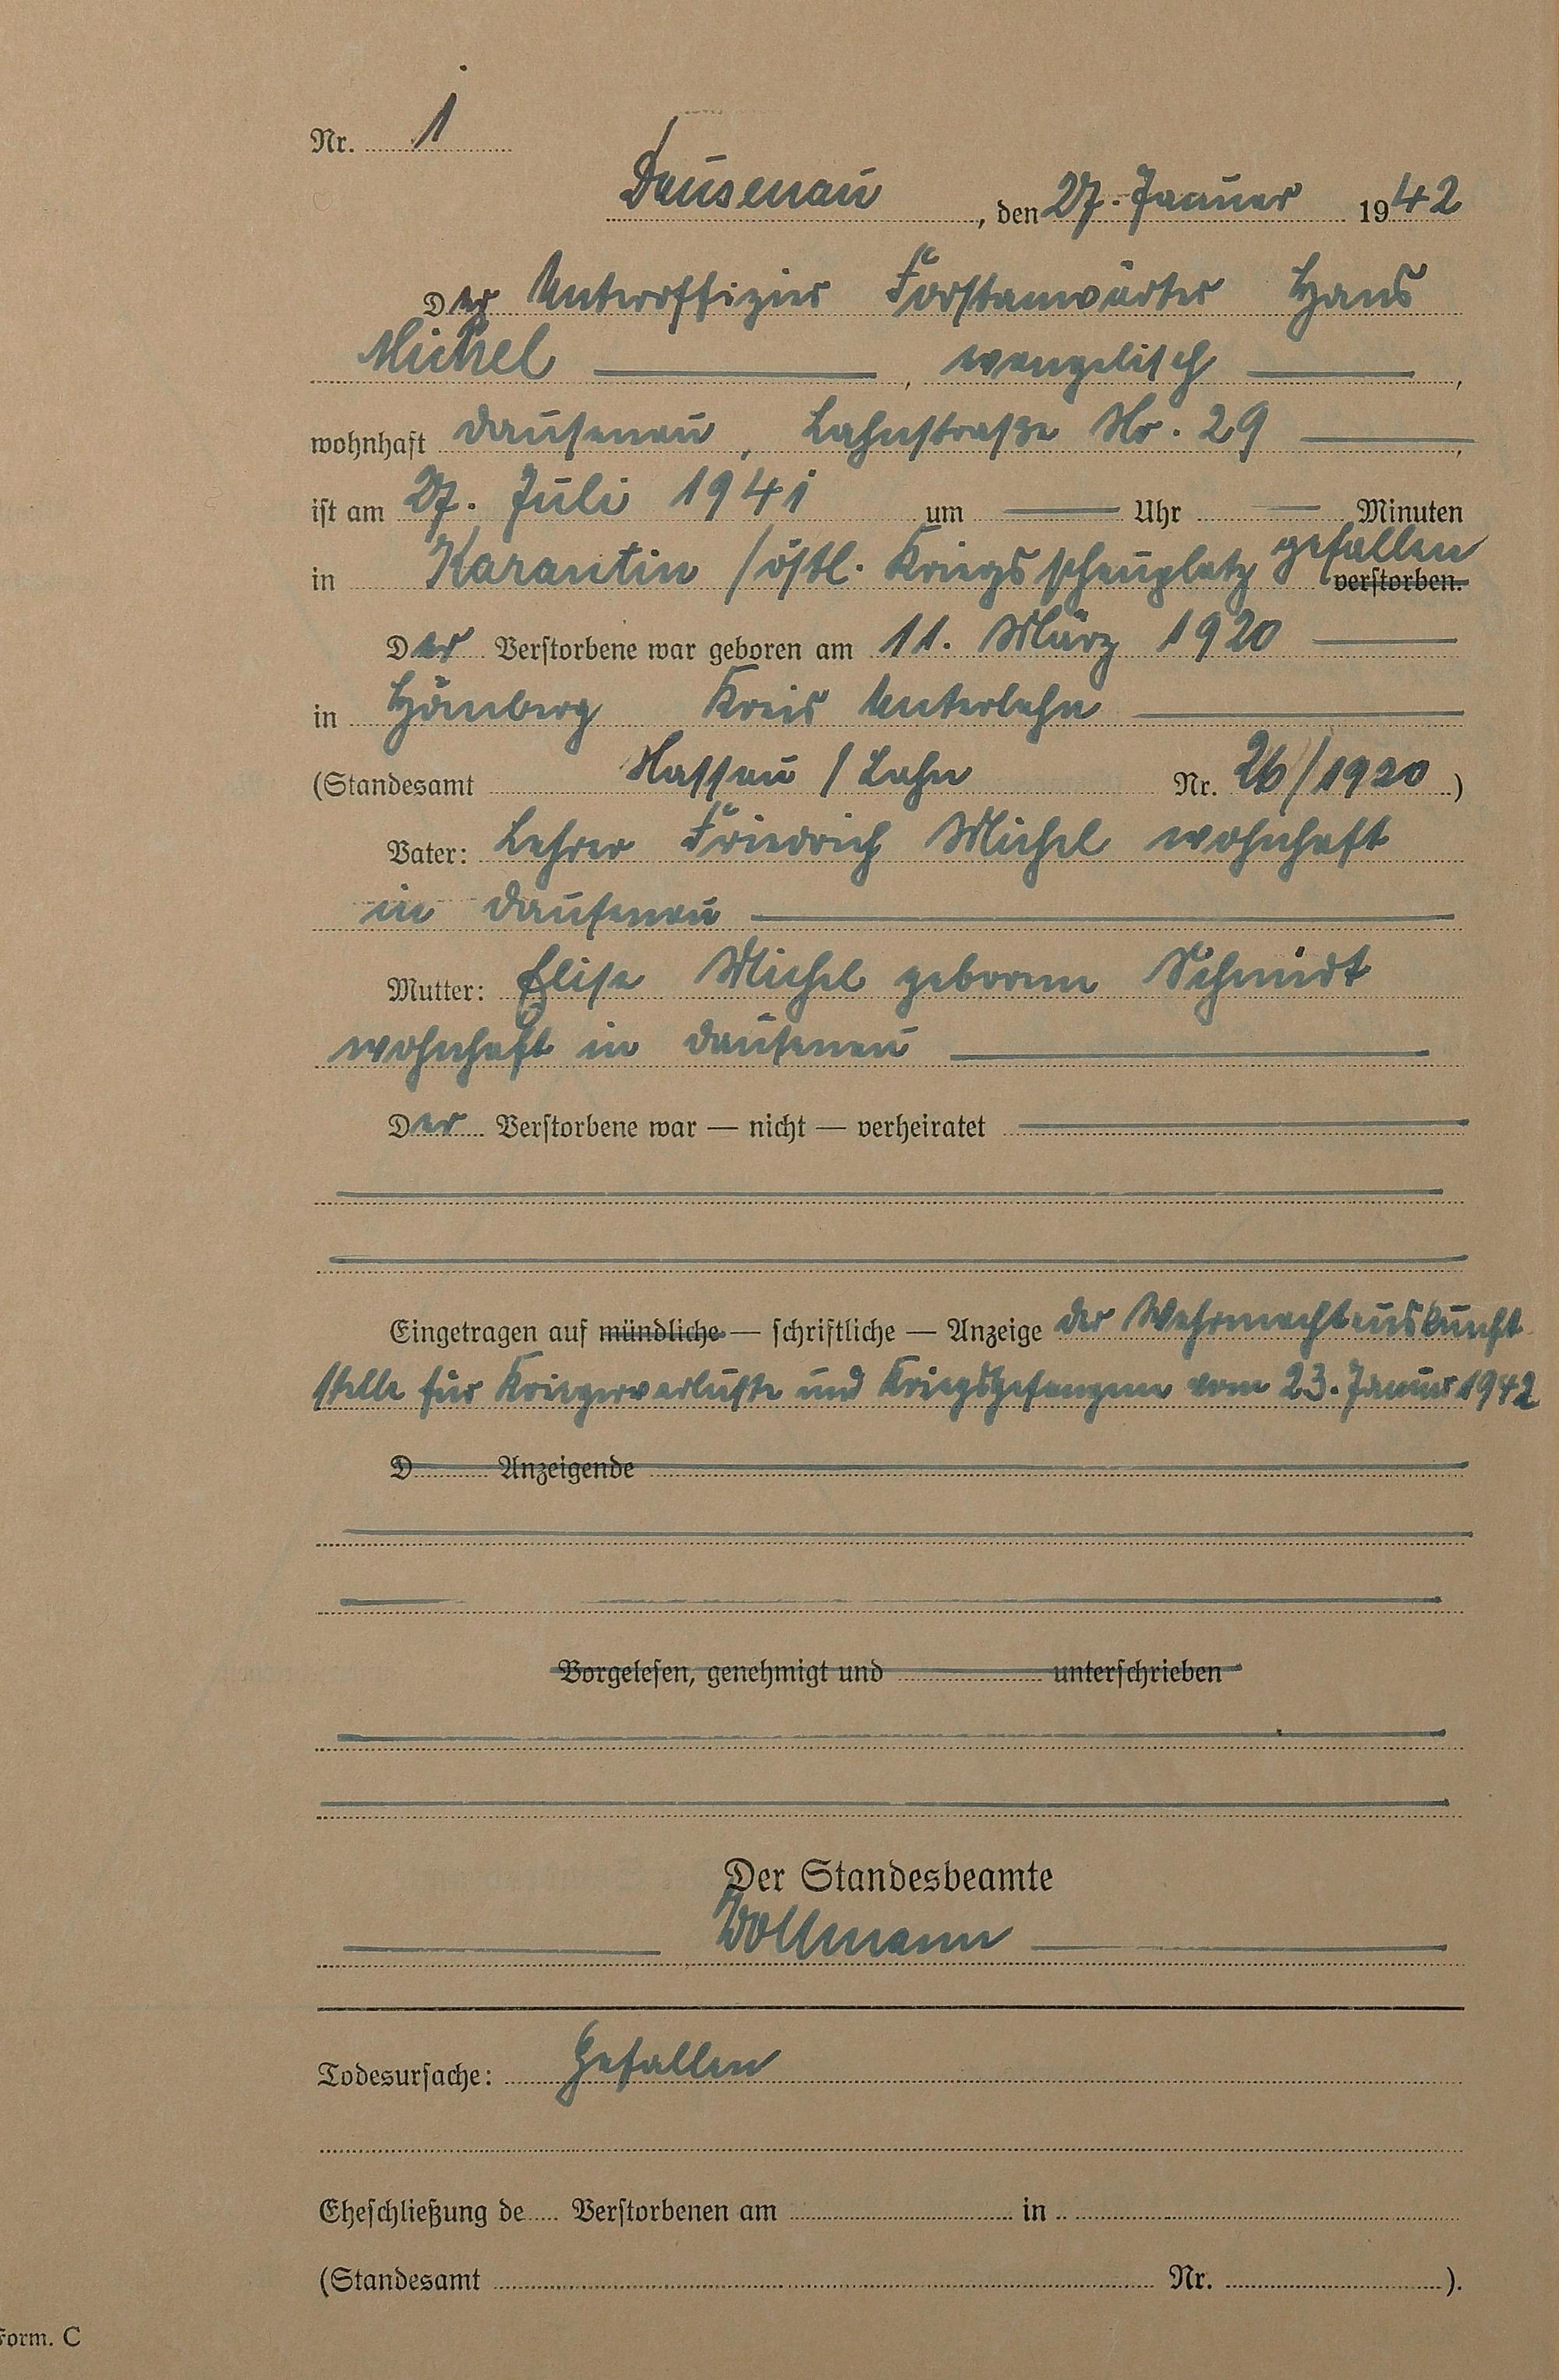 Nr. 1
Dausenau, den 27. Januar 1942
Der Unteroffizier Forstanwärter Hans
Michel, evangelisch,
wohnhaft Dausenau, Lahnstraße Nr. 29,
ist am 27. Juli 1941 um Uhr Minuten
in Karantin / östl. Kriegsschauplatz gefallen verstorben.
Der Verstorbene war geboren am 11. März 1920
in Hömberg Kreis Unterlahn
(Standesamt Nassau / Lahn Nr. 26/1920)
Vater: Lehrer Friedrich Michel wohnhaft
in Dausenau
Mutter: Elise Michel geborene Schmidt
wohnhaft in Dausenau
Der Verstorbene war — nicht — verheiratet
Eingetragen auf mündliche — schriftliche — Anzeige der Wehrmachtauskunft
stelle für Kriegerverluste und Kriegsgefangene vom 23. Januar 1942
D Anzeigende
Vorgelesen, genehmigt und unterschrieben
Der Standesbeamte
Wollmann
Todesursache: Gefallen
Eheschließung de Verstorbenen am in
(Standesamt Nr. ).
Form. C